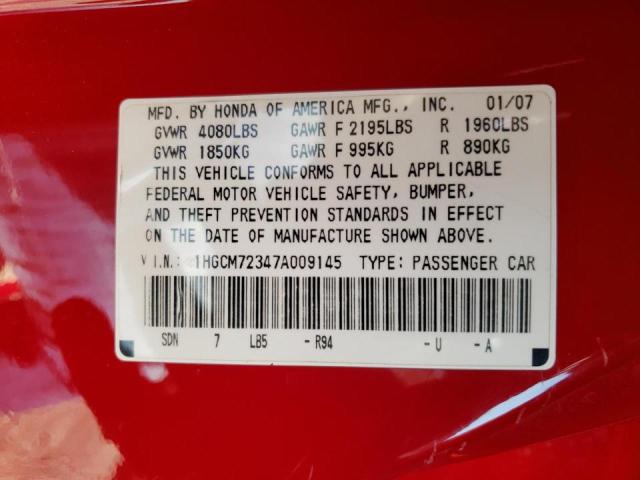 MFD. BY HONDA OF AMERICA MFG., INC. 01/07
GVWR 4080LBS GAWR F 2195LBS R 1960LBS
GVWR 1850KG GAWR F 995KG R 890KG
THIS VEHICLE CONFORMS TO ALL APPLICABLE
FEDERAL MOTOR VEHICLE SAFETY, BUMPER,
AND THEFT PREVENTION STANDARDS IN EFFECT
ON THE DATE OF MANUFACTURE SHOWN ABOVE.
V.I.N.: 1HGCM72347A009145 TYPE: PASSENGER CAR
SDN 7 LB5 -R94 -U -A